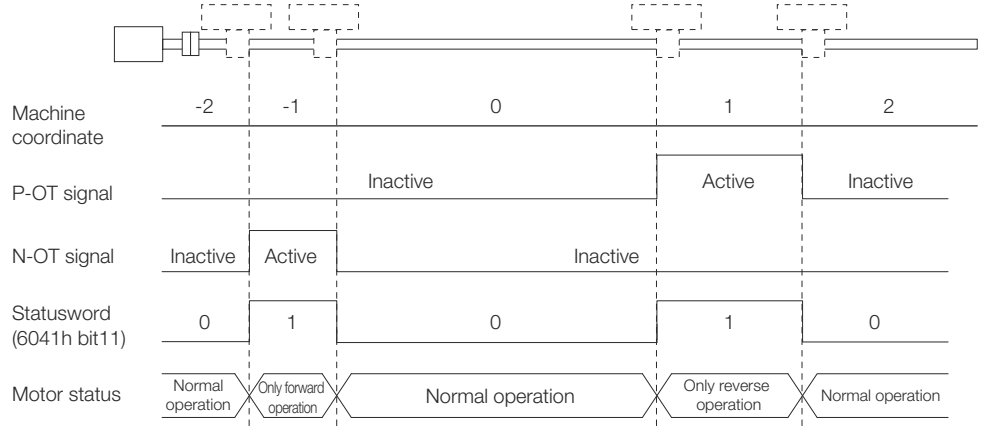 Machine
coordinate
-2 -1 0 1 2
P-OT signal
Inactive Active Inactive
N-OT signal
Inactive Active Inactive
Statusword
(6041h bit11)
0 1 0 1 0
Motor status
Normal
operation
Only forward
operation
Normal operation
Only reverse
operation
Normal operation